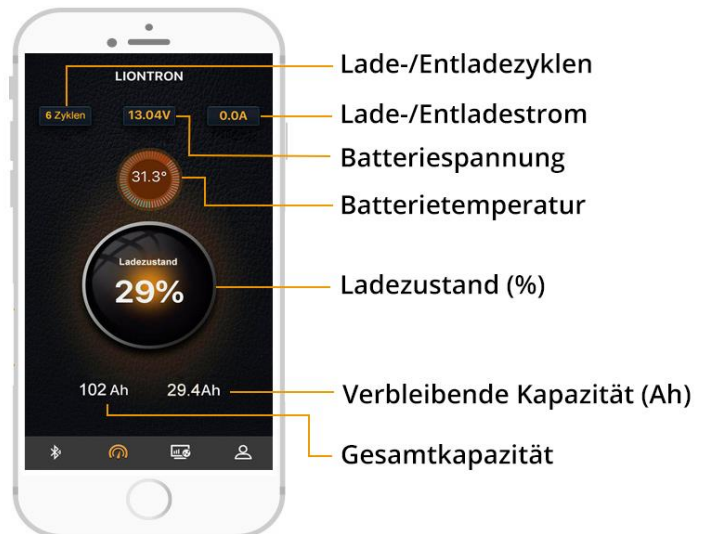 LIONTRON
6 Zyklen 13.04V 0.0A
31.3°
Ladezustand
29%
102 Ah 29.4Ah
Lade-/Entladezyklen
Lade-/Entladestrom
Batteriespannung
Batterietemperatur
Ladezustand (%)
Verbleibende Kapazität (Ah)
Gesamtkapazität